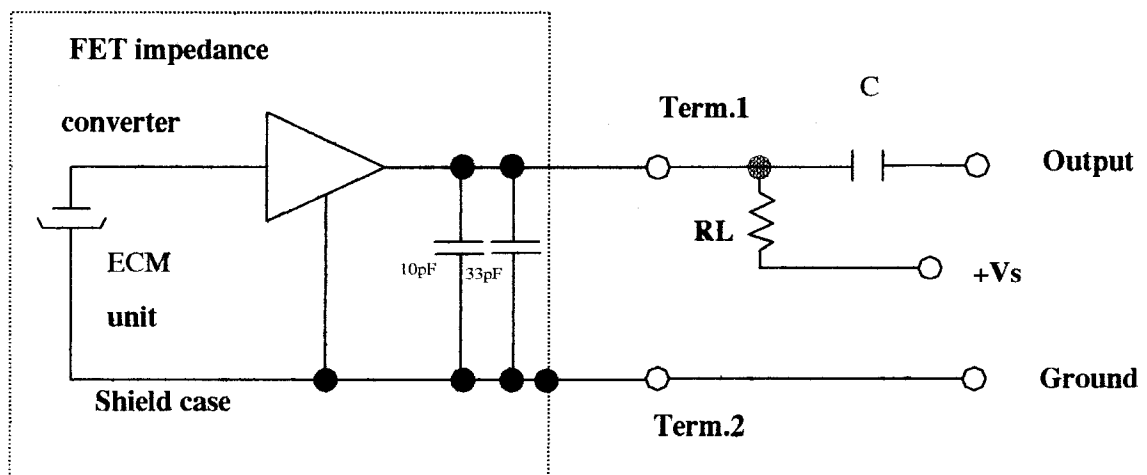 FET impedance
converter
Term.1
C
Output
RL
+Vs
ECM
unit
10pF
33pF
Shield case
Term.2
Ground